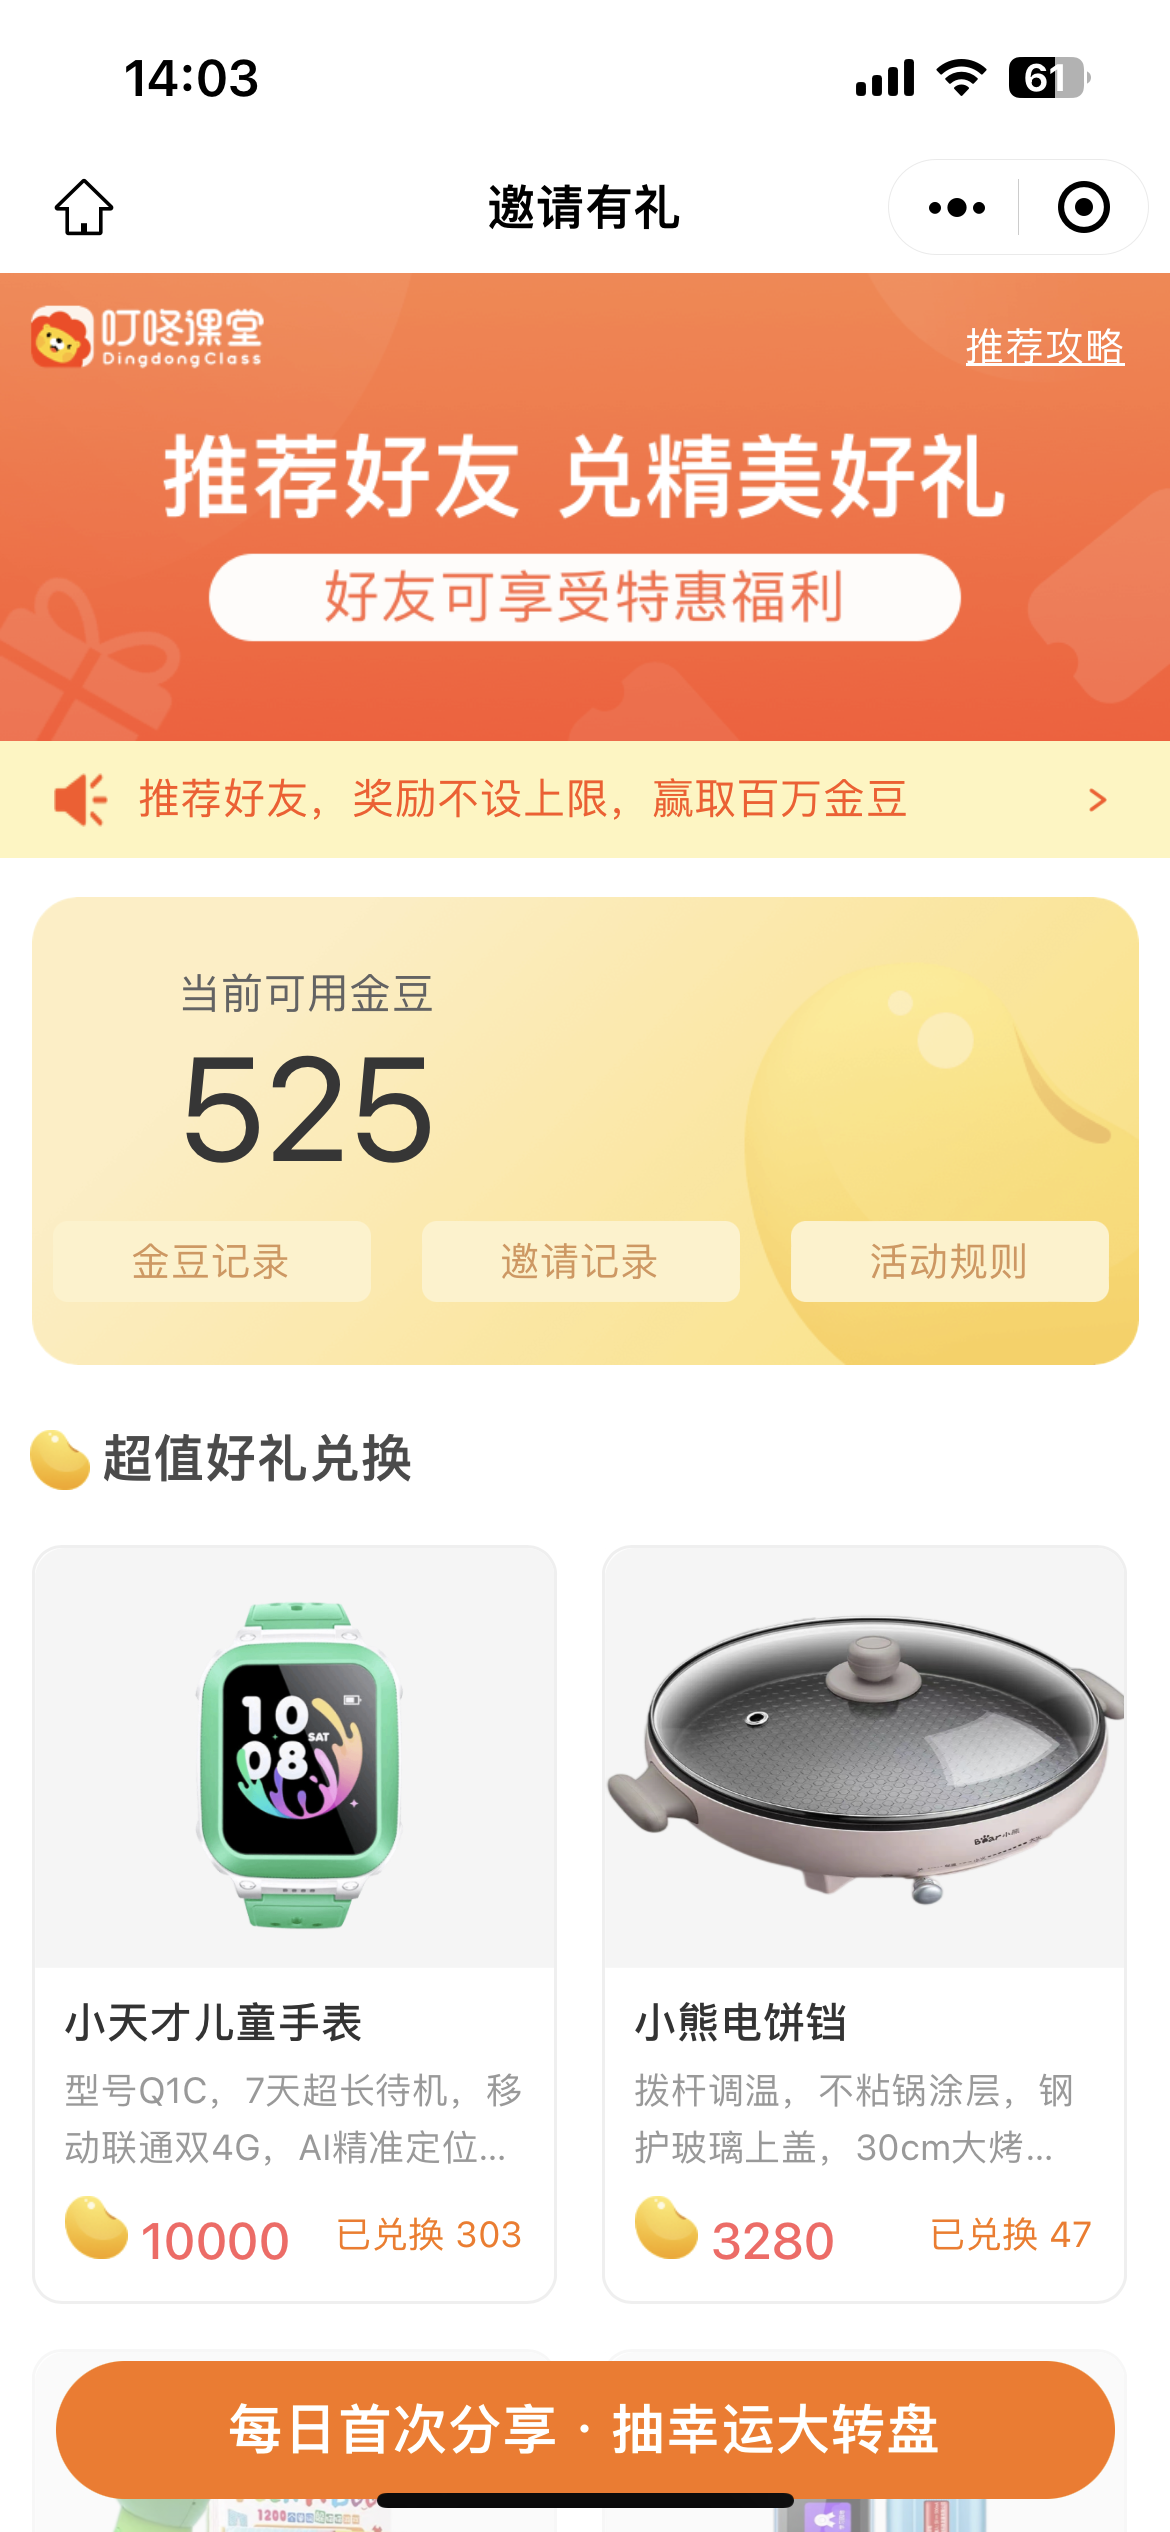 14:03
61
邀请有礼
叮咚课堂
DingdongClass
推荐攻略
推荐好友 兑精美好礼
好友可享受特惠福利
推荐好友，奖励不设上限，赢取百万金豆
当前可用金豆
525
金豆记录
邀请记录
活动规则
超值好礼兑换
10
08
SAT
Bear小熊
小天才儿童手表
型号Q1C，7天超长待机，移
动联通双4G，AI精准定位...
10000
已兑换 303
小熊电饼铛
拨杆调温，不粘锅涂层，钢
护玻璃上盖，30cm大烤...
3280
已兑换 47
每日首次分享 · 抽幸运大转盘
1200